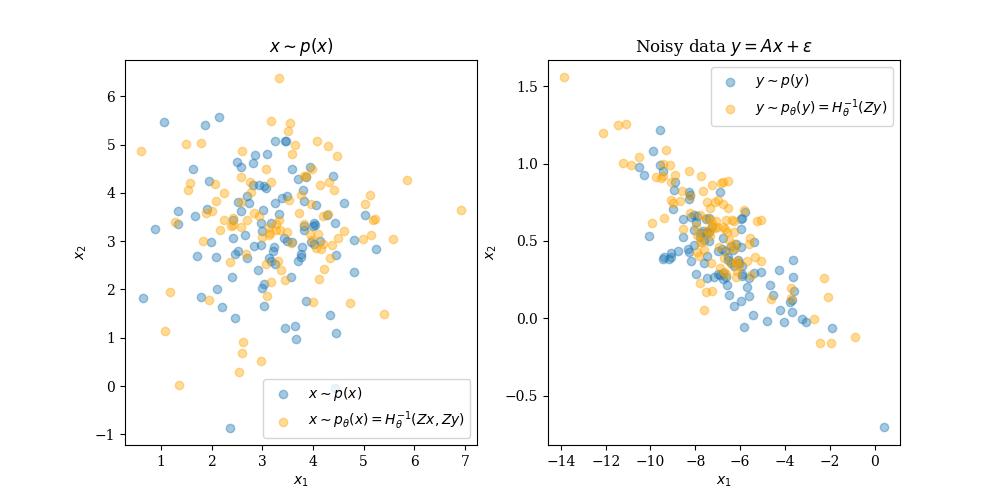 x ∼ p(x)
6
5
4
3
2
1
0
−1
x₂
1 2 3 4 5 6 7
x₁
x ∼ p(x)
x ∼ p_θ(x) = H_θ^{-1}(Zx, Zy)
Noisy data y = Ax + ε
1.5
1.0
0.5
0.0
−0.5
x₂
−14 −12 −10 −8 −6 −4 −2 0
x₁
y ∼ p(y)
y ∼ p_θ(y) = H_θ^{-1}(Zy)